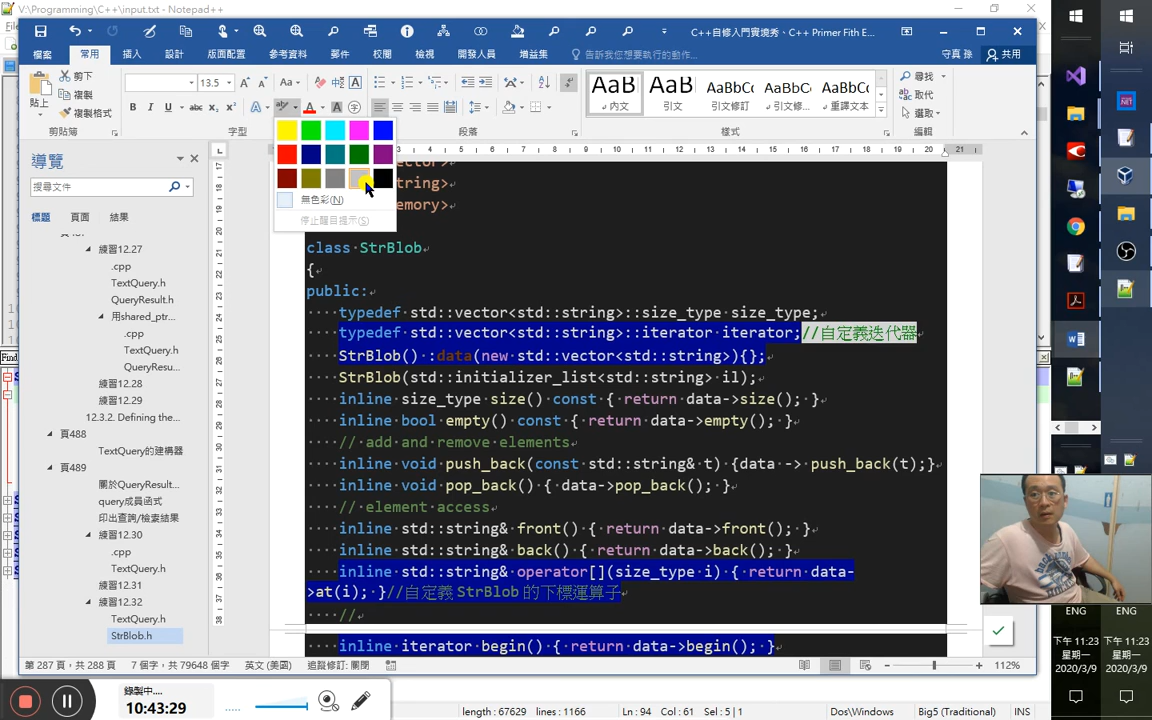 V:\Programming\C++\input.txt - Notepad++
C++自修入門實境秀、C++ Primer Fith E...
檔案 常用 插入 設計 版面配置 參考資料 郵件 校閱 檢視 開發人員 增益集 告訴我您想要執行的動作... 守真 孫 共用
貼上
剪下
複製
複製格式
13.5
內文 引文 引文修訂 引文修... 重譯文本
AaB AaB AaBbCc AaBbCc AaBbC
尋找
取代
選取
剪貼簿 字型 段落 樣式 編輯
無色彩(N)
停止醒目提示(S)
導覽
搜尋文件
標題 頁面 結果
練習12.27
.cpp
TextQuery.h
QueryResult.h
用shared_ptr...
.cpp
TextQuery.h
QueryResu...
練習12.28
練習12.29
12.3.2. Defining the...
頁488
TextQuery的建構器
頁489
關於QueryResult...
query成員函式
印出查詢/檢索結果
練習12.30
.cpp
TextQuery.h
練習12.31
練習12.32
TextQuery.h
StrBlob.h
tring>
emory>
class StrBlob
{
public:
typedef std::vector<std::string>::size_type size_type;
typedef std::vector<std::string>::iterator iterator;//自定義迭代器
StrBlob() :data(new std::vector<std::string>){};
StrBlob(std::initializer_list<std::string> il);
inline size_type size() const { return data->size(); }
inline bool empty() const { return data->empty(); }
// add and remove elements
inline void push_back(const std::string& t) {data -> push_back(t);}
inline void pop_back() { data->pop_back(); }
// element access
inline std::string& front() { return data->front(); }
inline std::string& back() { return data->back(); }
inline std::string& operator[](size_type i) { return data-
>at(i); }//自定義 StrBlob 的下標運算子
//
inline iterator begin() { return data->begin(); }
第 287 頁，共 288 頁 7 個字，共 79648 個字 英文 (美國) 追蹤修訂: 關閉 112%
錄製中....
10:43:29
length : 67629 lines : 1166 Ln : 94 Col : 61 Sel : 5 | 1 Dos\Windows Big5 (Traditional) INS
ENG ENG
下午 11:23 下午 11:23
星期一 星期一
2020/3/9 2020/3/9